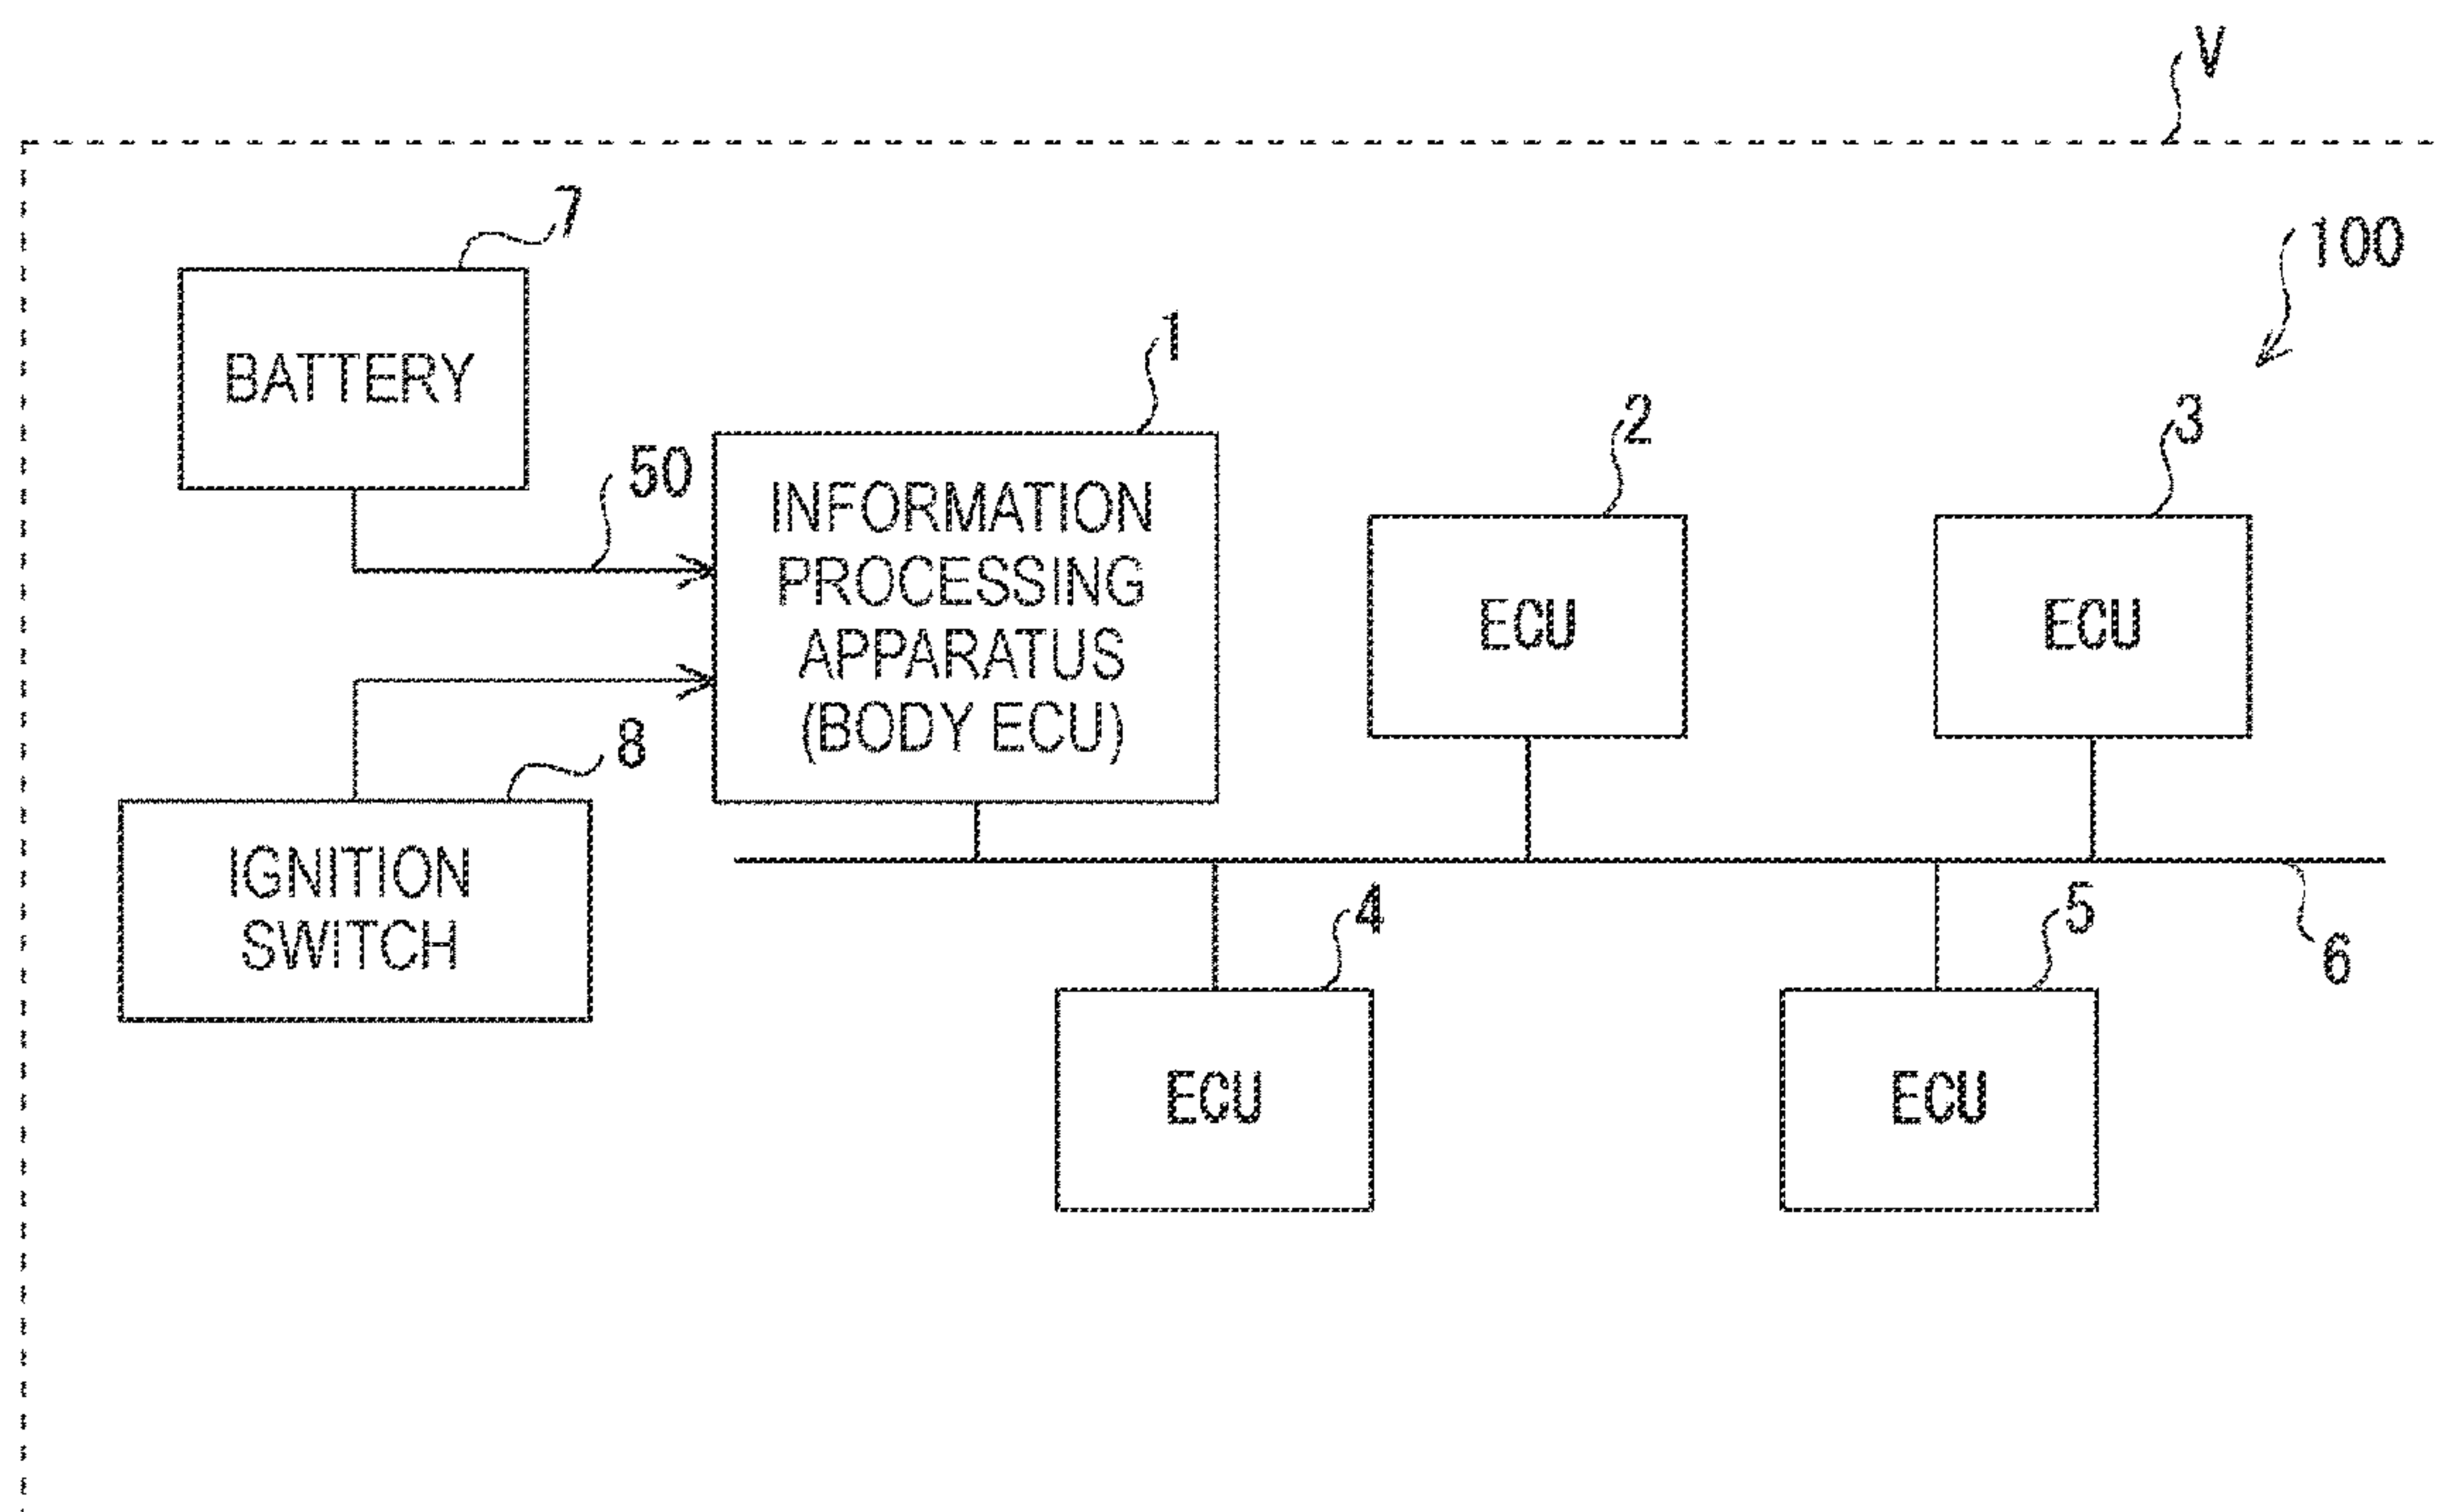 V
7
100
BATTERY
1
50
2
3
INFORMATION
PROCESSING
APPARATUS
(BODY ECU)
ECU
ECU
8
IGNITION
SWITCH
4
5
6
ECU
ECU